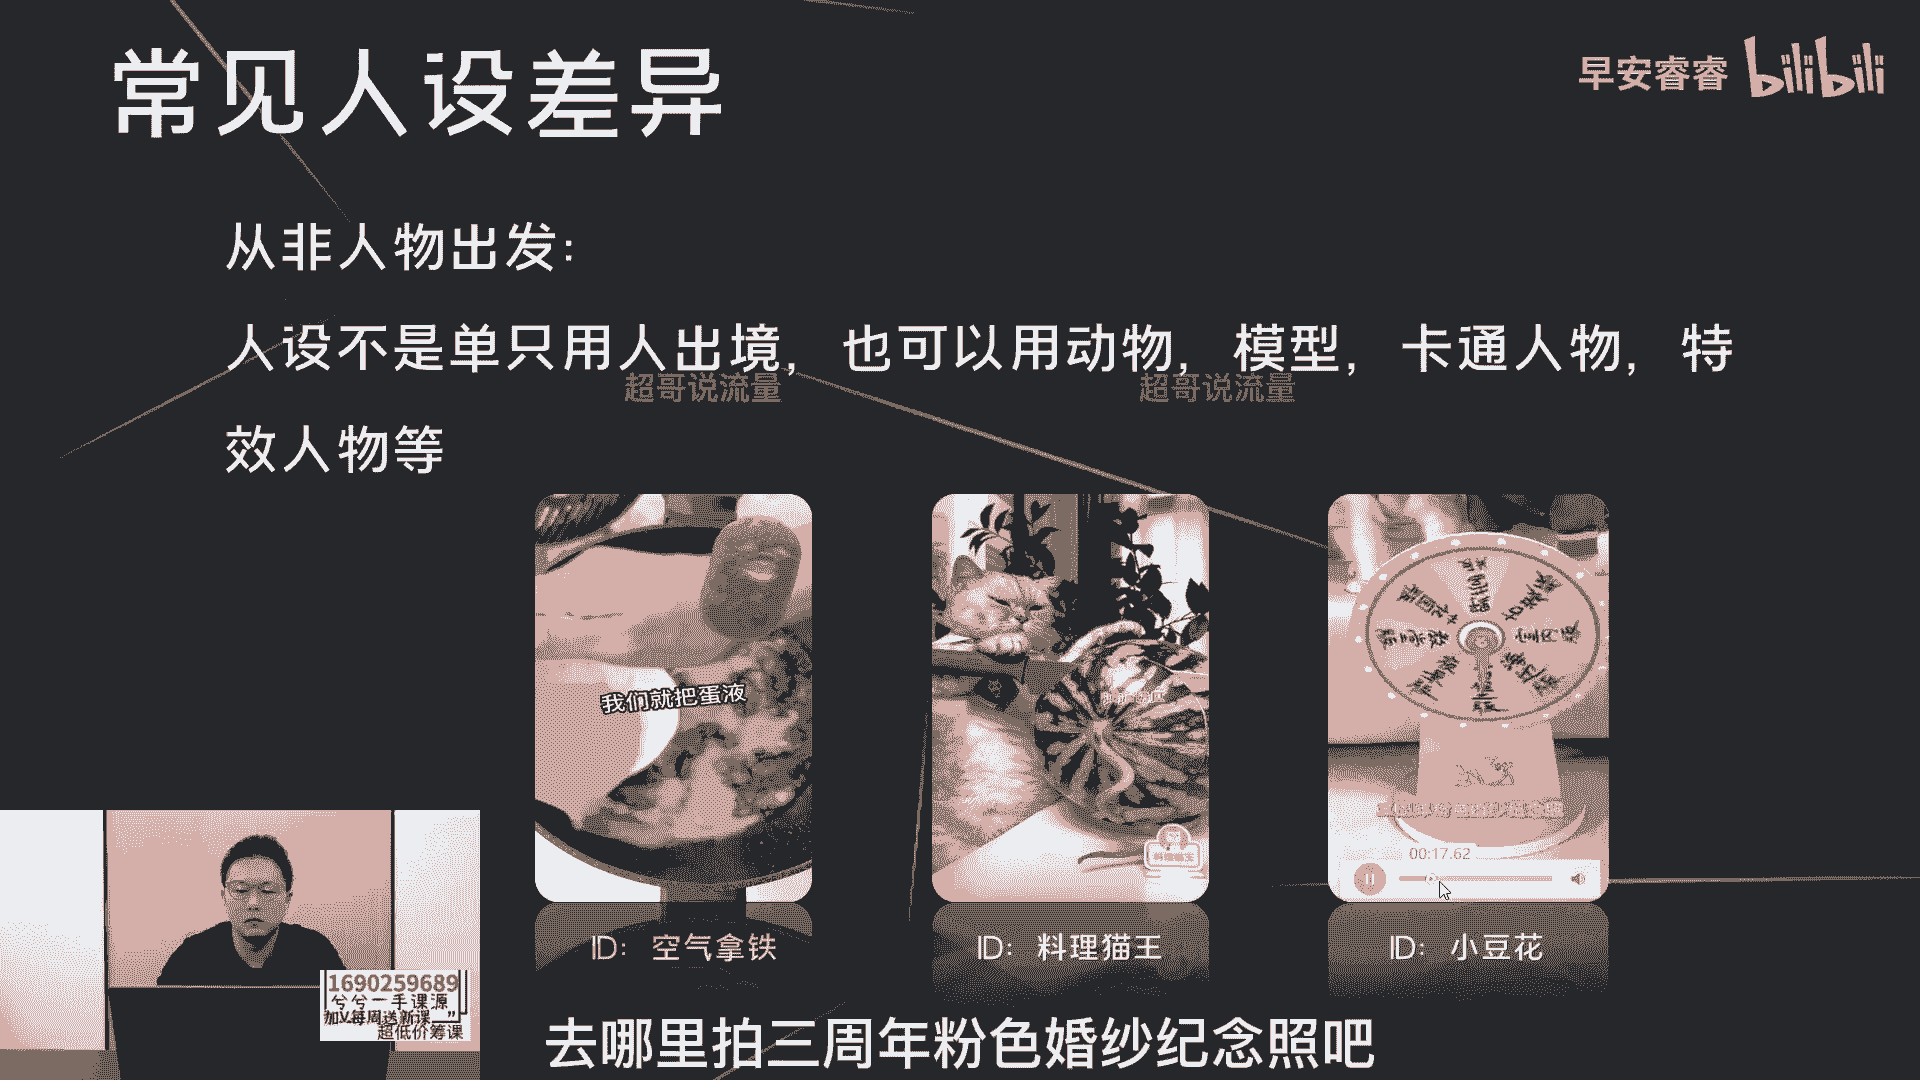 常见人设差异
早安睿睿 bilibili
从非人物出发:
人设不是单只用人出境，也可以用动物，模型，卡通人物，特
效人物等
超哥说流量 超哥说流量
我们就把蛋液
料理猫王
00:17.62
ID: 空气拿铁
ID: 料理猫王
ID: 小豆花
1690259689
兮兮一手课源
加V每周送新课
超低价筹课
去哪里拍三周年粉色婚纱纪念照吧